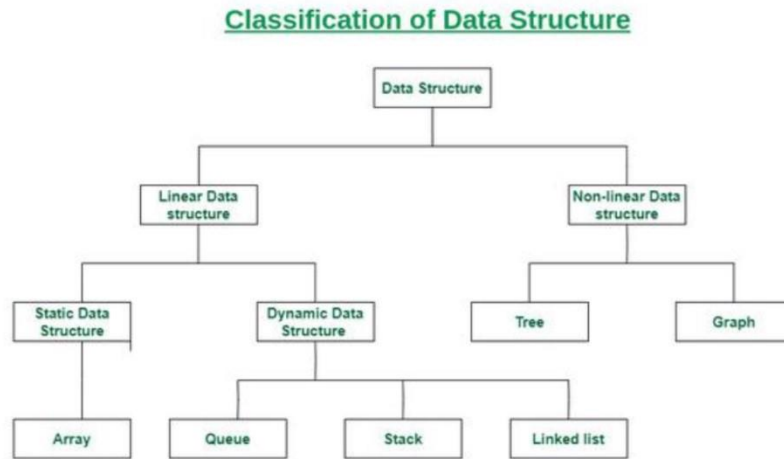 Classification of Data Structure
Data Structure
Linear Data
structure
Non-linear Data
structure
Static Data
Structure
Dynamic Data
Structure
Tree
Graph
Array
Queue
Stack
Linked list